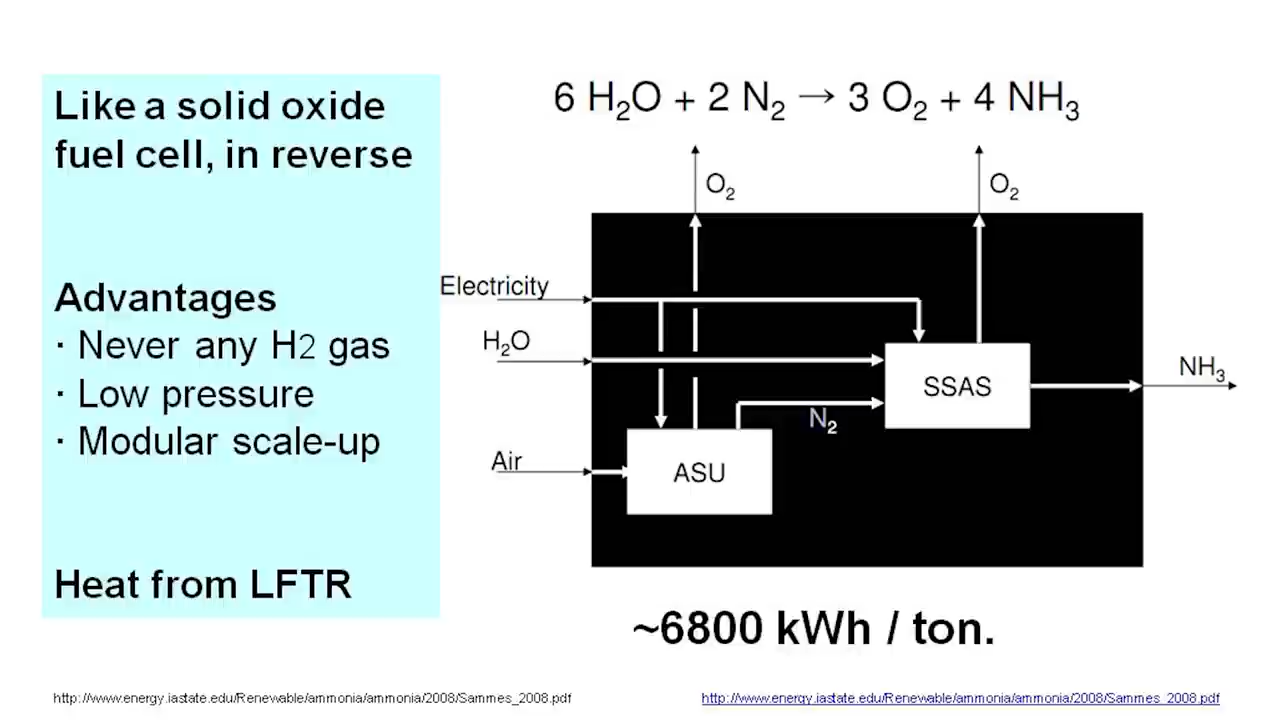 Like a solid oxide
fuel cell, in reverse
Advantages
· Never any H2 gas
· Low pressure
· Modular scale-up
Heat from LFTR
6 H₂O + 2 N₂ → 3 O₂ + 4 NH₃
O₂
O₂
Electricity
H₂O
SSAS
NH₃
N₂
Air
ASU
~6800 kWh / ton.
http://www.energy.iastate.edu/Renewable/ammonia/ammonia/2008/Sammes_2008.pdf
http://www.energy.iastate.edu/Renewable/ammonia/ammonia/2008/Sammes_2008.pdf